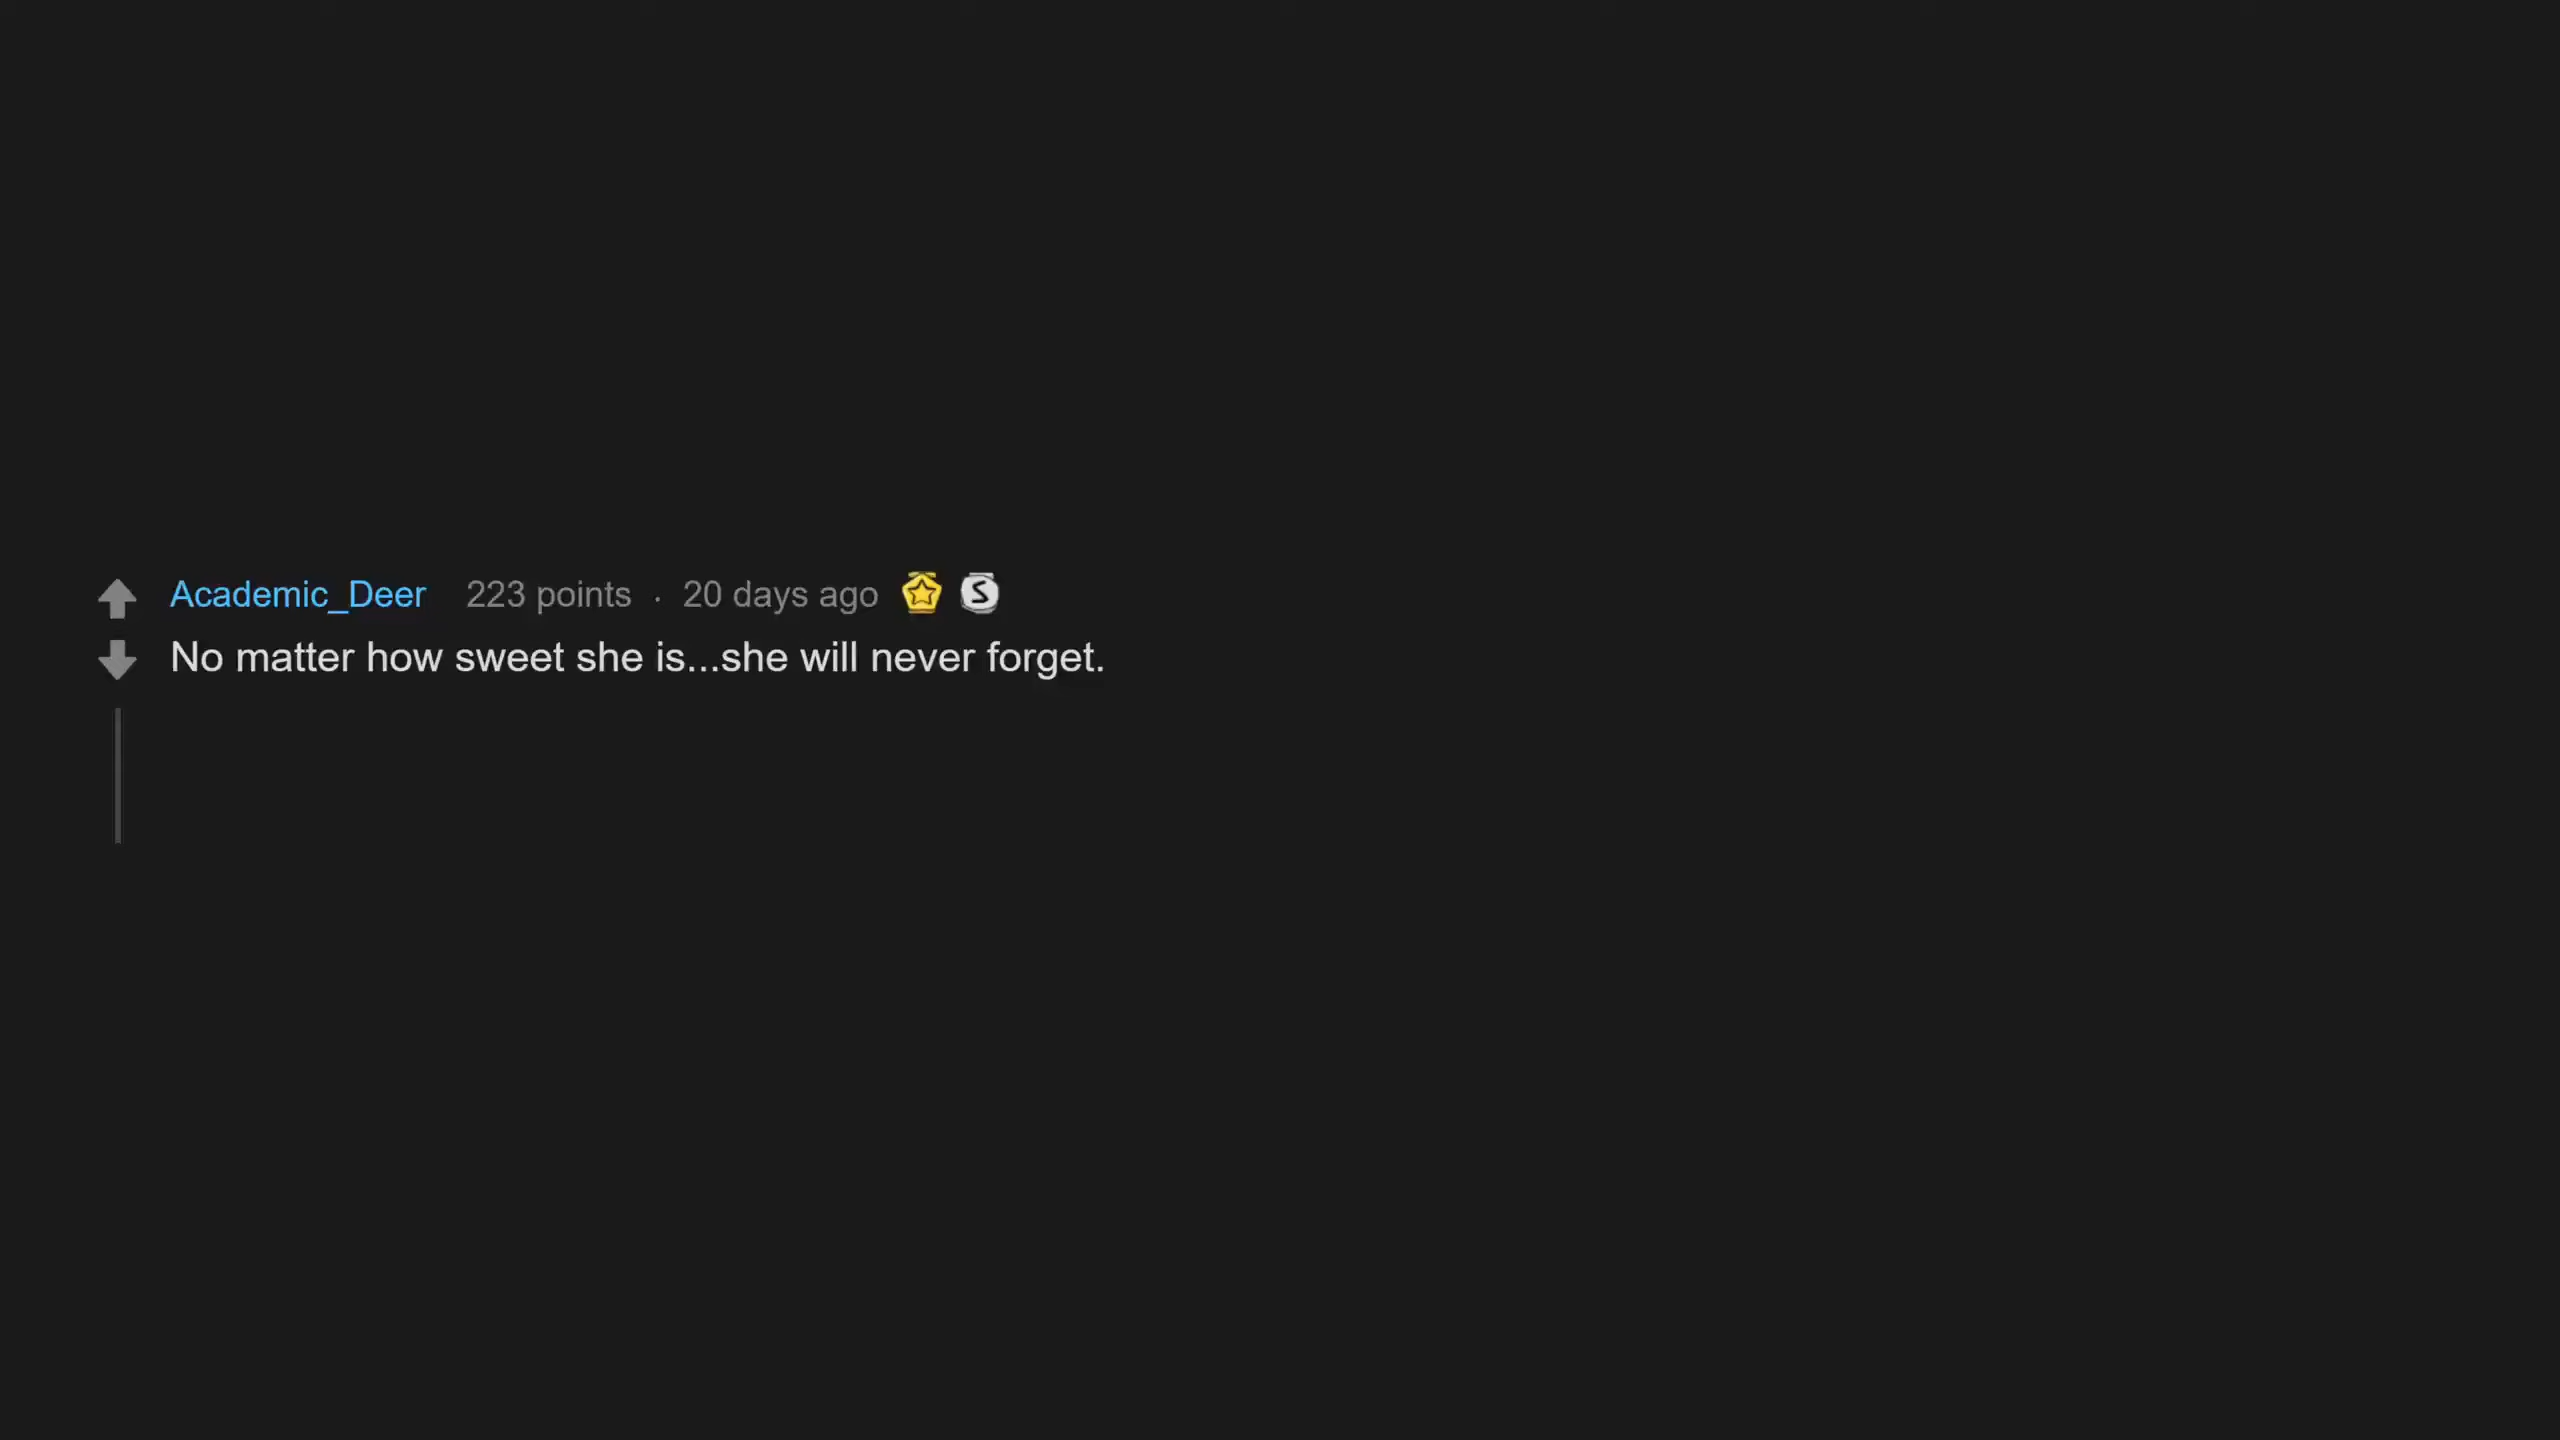 Academic_Deer 223 points · 20 days ago S
No matter how sweet she is...she will never forget.